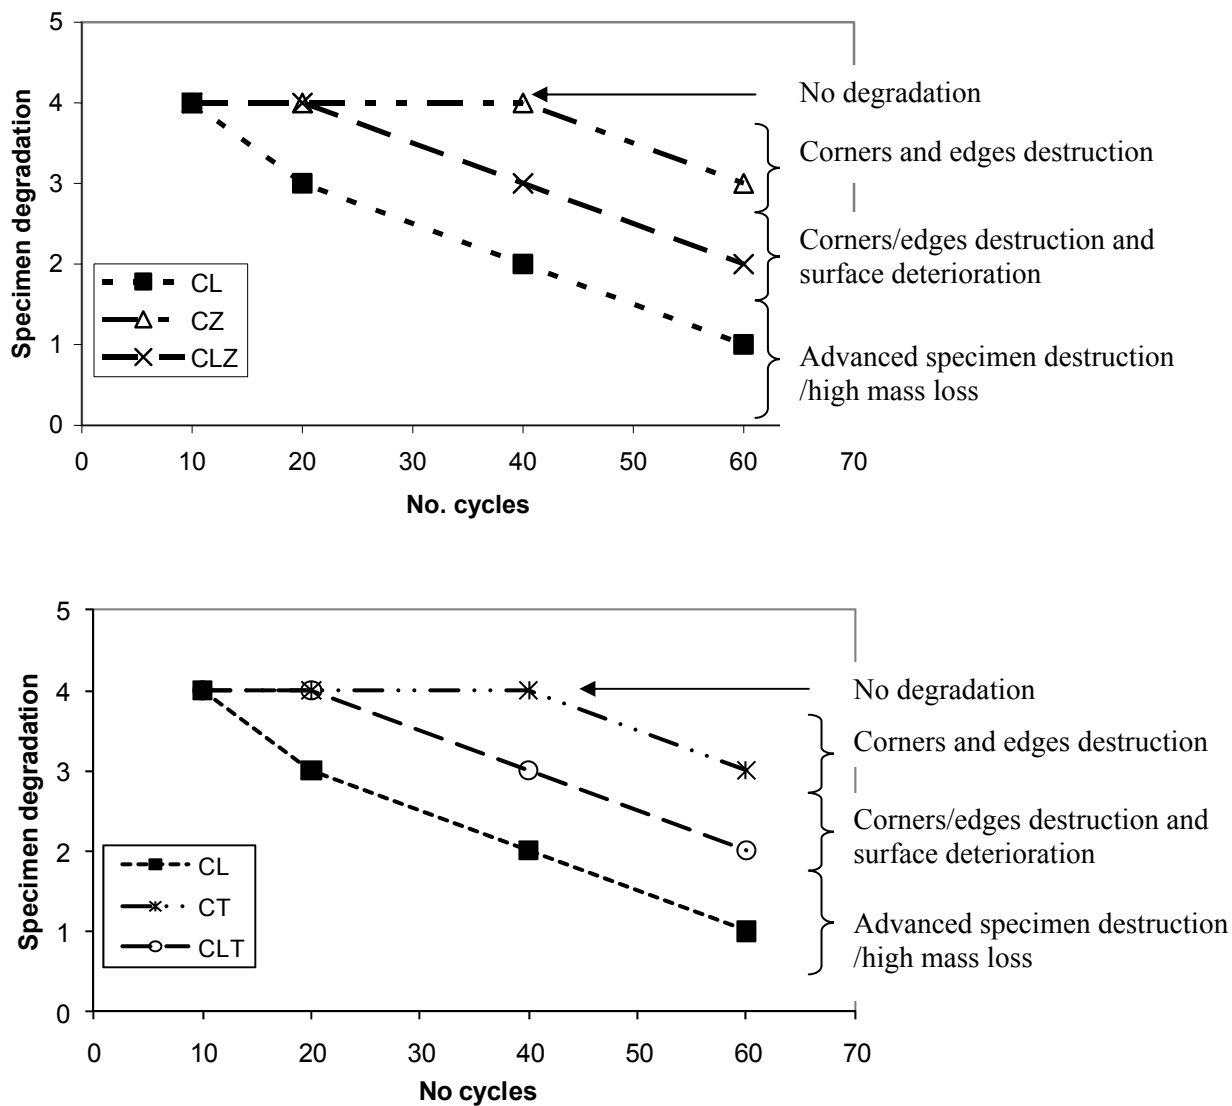 5
4
3
2
1
0
Specimen degradation
CL
CZ
CLZ
0 10 20 30 40 50 60 70
No. cycles
No degradation
Corners and edges destruction
Corners/edges destruction and
surface deterioration
Advanced specimen destruction
/high mass loss
5
4
3
2
1
0
Specimen degradation
CL
CT
CLT
0 10 20 30 40 50 60 70
No cycles
No degradation
Corners and edges destruction
Corners/edges destruction and
surface deterioration
Advanced specimen destruction
/high mass loss